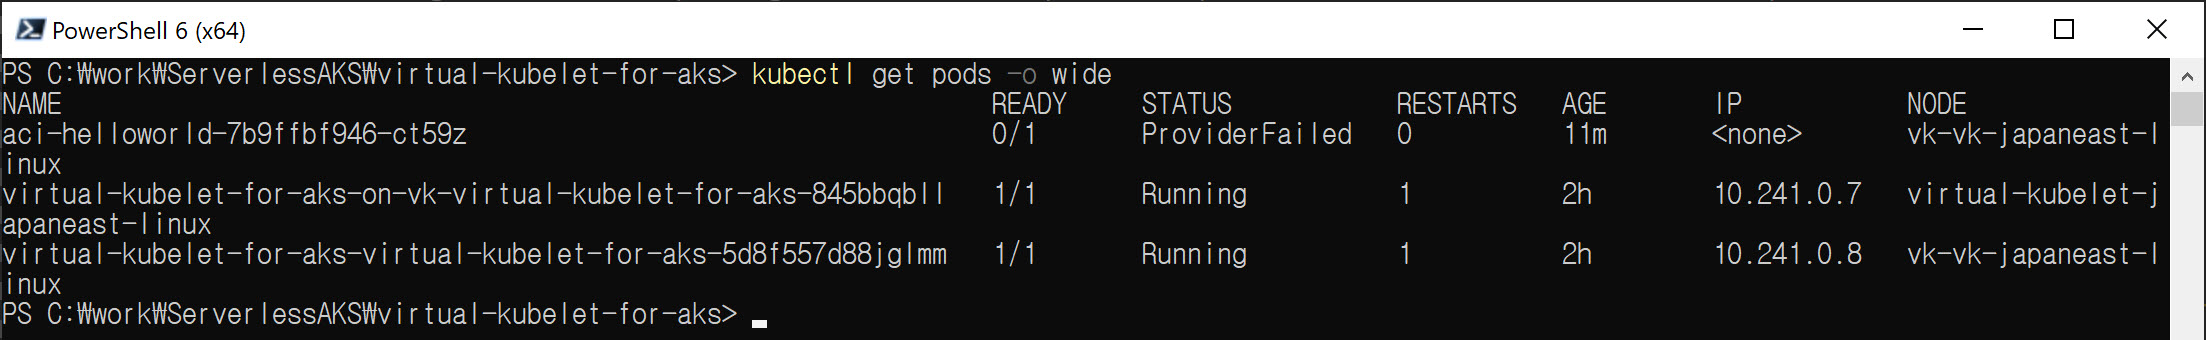 PowerShell 6 (x64)
PS C:₩work₩ServerlessAKS₩virtual-kubelet-for-aks> kubectl get pods -o wide
NAME READY STATUS RESTARTS AGE IP NODE
aci-helloworld-7b9ffbf946-ct59z 0/1 ProviderFailed 0 11m <none> vk-vk-japaneast-l
inux
virtual-kubelet-for-aks-on-vk-virtual-kubelet-for-aks-845bbqbll 1/1 Running 1 2h 10.241.0.7 virtual-kubelet-j
apaneast-linux
virtual-kubelet-for-aks-virtual-kubelet-for-aks-5d8f557d88jglmm 1/1 Running 1 2h 10.241.0.8 vk-vk-japaneast-l
inux
PS C:₩work₩ServerlessAKS₩virtual-kubelet-for-aks>